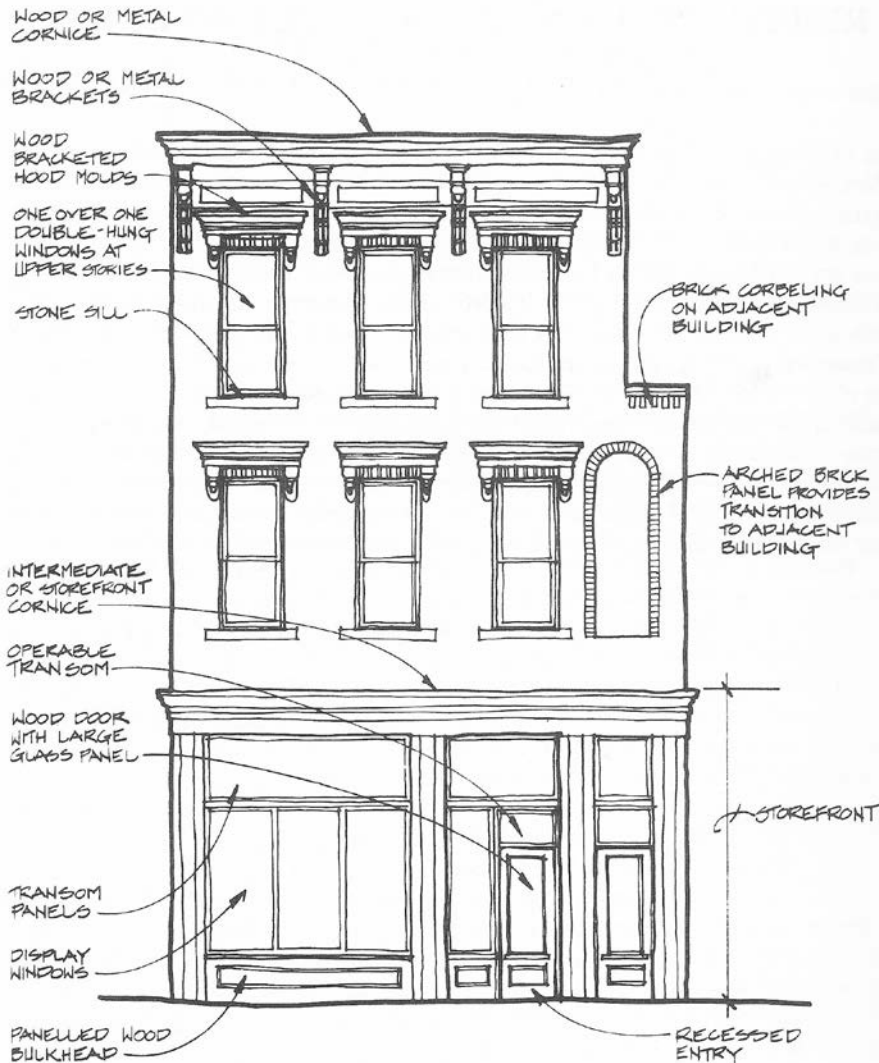 WOOD OR METAL
CORNICE
WOOD OR METAL
BRACKETS
WOOD
BRACKETED
HOOD MOLDS
ONE OVER ONE
DOUBLE-HUNG
WINDOWS AT
UPPER STORIES
STONE SILL
BRICK CORBELING
ON ADJACENT
BUILDING
ARCHED BRICK
PANEL PROVIDES
TRANSITION
TO ADJACENT
BUILDING
INTERMEDIATE
OR STOREFRONT
CORNICE
OPERABLE
TRANSOM
WOOD DOOR
WITH LARGE
GLASS PANEL
STOREFRONT
TRANSOM
PANELS
DISPLAY
WINDOWS
PANELLED WOOD
BULKHEAD
RECESSED
ENTRY